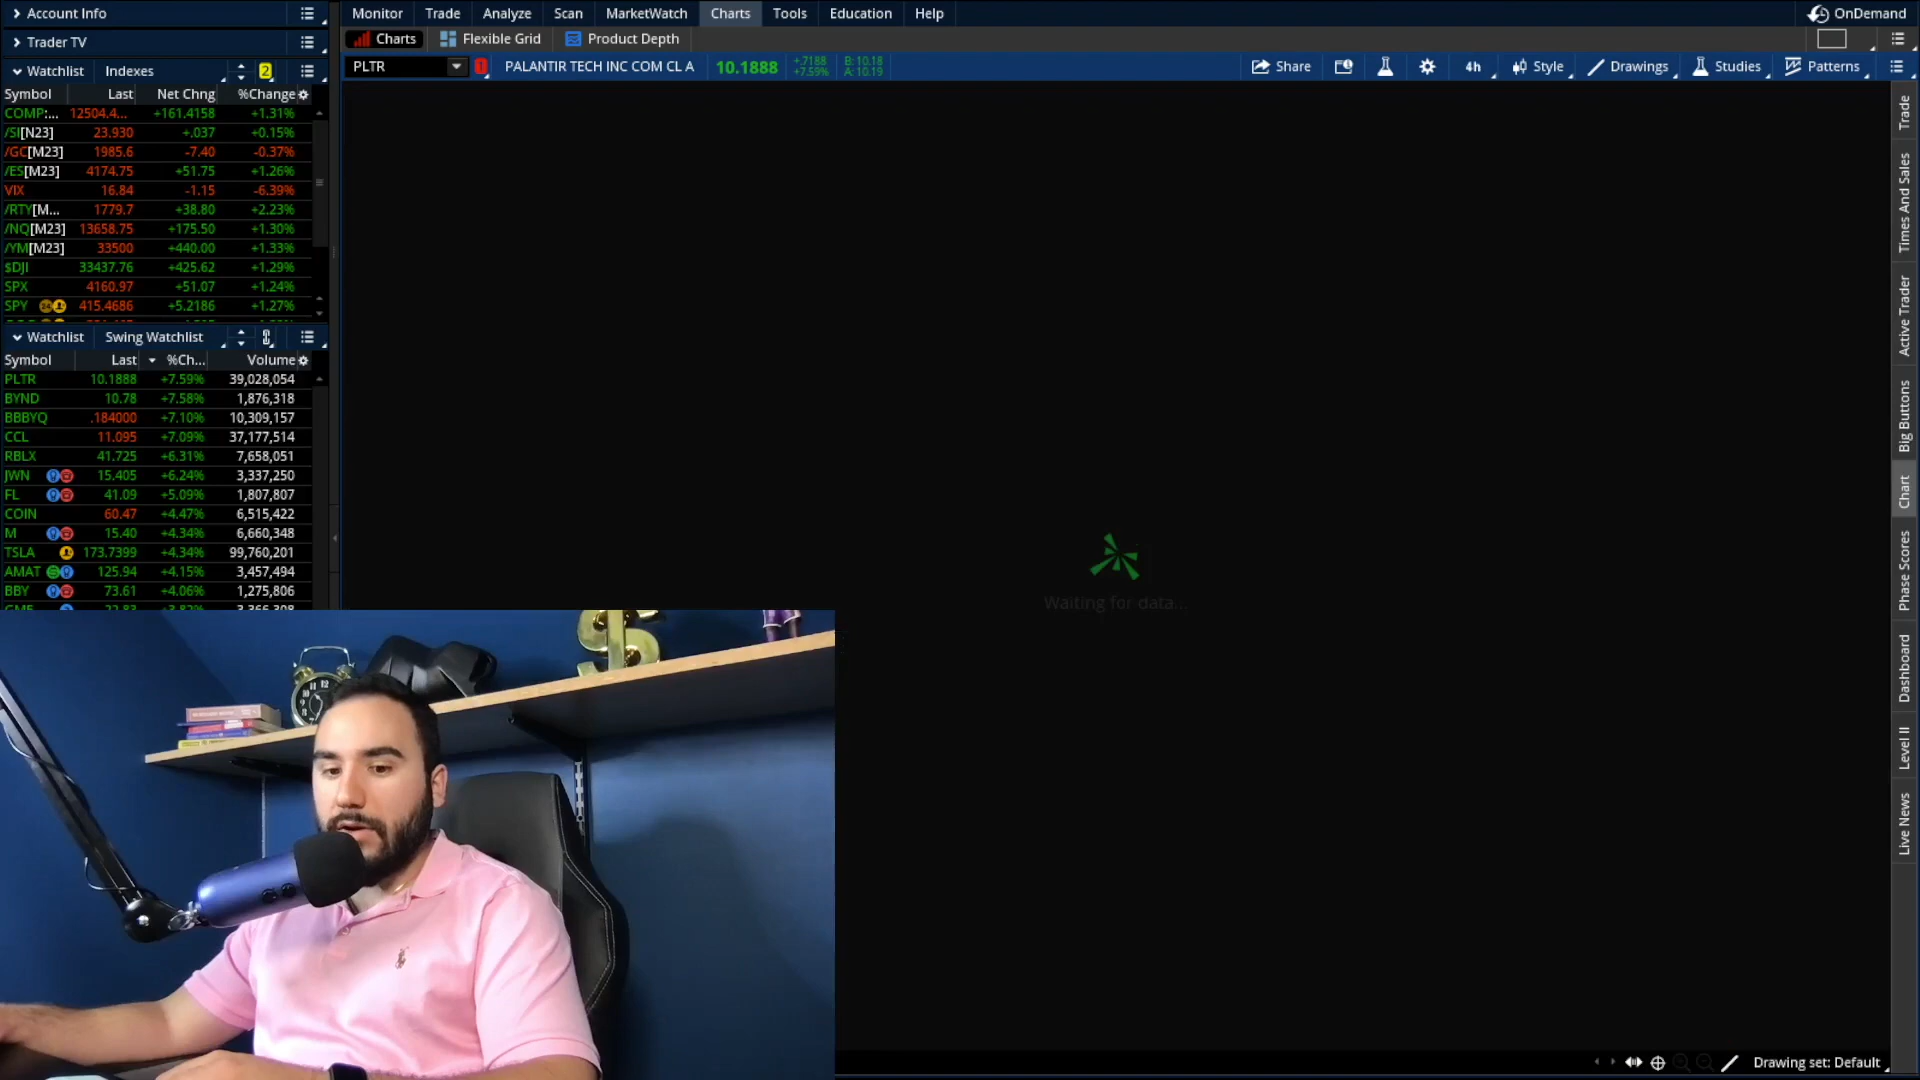 Account Info
Trader TV
Watchlist Indexes 2
Symbol Last Net Chng %Change
COMP:... 12504.4... +161.4158 +1.31%
/SI[N23] 23.930 +.037 +0.15%
/GC[M23] 1985.6 -7.40 -0.37%
/ES[M23] 4174.75 +51.75 +1.26%
VIX 16.84 -1.15 -6.39%
/RTY[M... 1779.7 +38.80 +2.23%
/NQ[M23] 13658.75 +175.50 +1.30%
/YM[M23] 33500 +440.00 +1.33%
$DJI 33437.76 +425.62 +1.29%
SPX 4160.97 +51.07 +1.24%
SPY 415.4686 +5.2186 +1.27%
Watchlist Swing Watchlist
Symbol Last %Ch... Volume
PLTR 10.1888 +7.59% 39,028,054
BYND 10.78 +7.58% 1,876,318
BBBYQ .184000 +7.10% 10,309,157
CCL 11.095 +7.09% 37,177,514
RBLX 41.725 +6.31% 7,658,051
JWN 15.405 +6.24% 3,337,250
FL 41.09 +5.09% 1,807,807
COIN 60.47 +4.47% 6,515,422
M 15.40 +4.34% 6,660,348
TSLA 173.7399 +4.34% 99,760,201
AMAT 125.94 +4.15% 3,457,494
BBY 73.61 +4.06% 1,275,806
Monitor Trade Analyze Scan MarketWatch Charts Tools Education Help
OnDemand
Charts Flexible Grid Product Depth
PLTR PALANTIR TECH INC COM CL A 10.1888
+.7188
+7.59%
B: 10.18
A: 10.19
Share 4h Style Drawings Studies Patterns
Waiting for data...
Trade
Times And Sales
Active Trader
Big Buttons
Chart
Phase Scores
Dashboard
Level II
Live News
Drawing set: Default